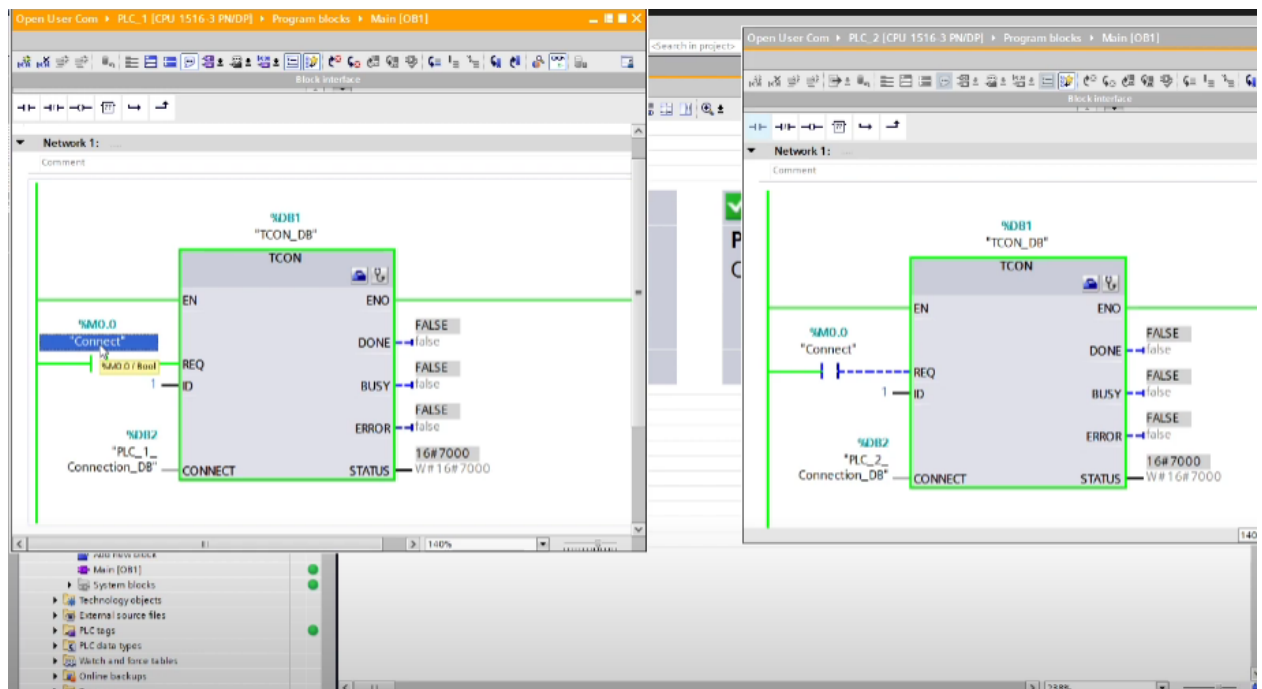 Open User Com ▸ PLC_1 [CPU 1516-3 PN/DP] ▸ Program blocks ▸ Main [OB1]
Block interface
Network 1:
Comment
%DB1
"TCON_DB"
TCON
EN
ENO
%M0.0
"Connect"
%M0.0 / Bool
REQ
1
ID
%DB2
"PLC_1_
Connection_DB"
CONNECT
DONE
FALSE
false
BUSY
FALSE
false
ERROR
FALSE
false
STATUS
16#7000
W#16#7000
140%
Add new block
Main [OB1]
System blocks
Technology objects
External source files
PLC tags
PLC data types
Watch and force tables
Online backups
<Search in project>
P
Open User Com ▸ PLC_2 [CPU 1516-3 PN/DP] ▸ Program blocks ▸ Main [OB1]
Block interface
Network 1:
Comment
%DB1
"TCON_DB"
TCON
EN
ENO
%M0.0
"Connect"
REQ
1
ID
%DB2
"PLC_2_
Connection_DB"
CONNECT
DONE
FALSE
false
BUSY
FALSE
false
ERROR
FALSE
false
STATUS
16#7000
W#16#7000
140
238%